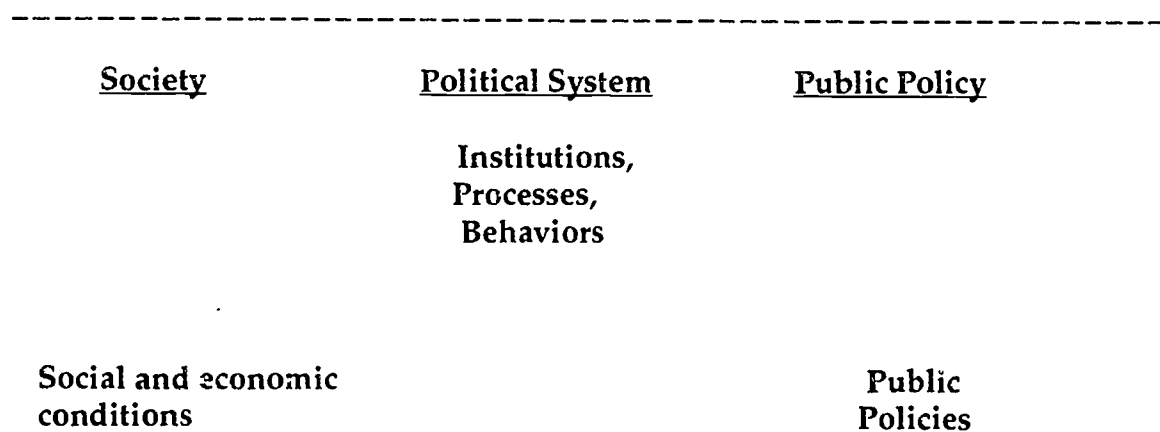 Society Political System Public Policy
Institutions,
Processes,
Behaviors
Social and economic Public
conditions Policies